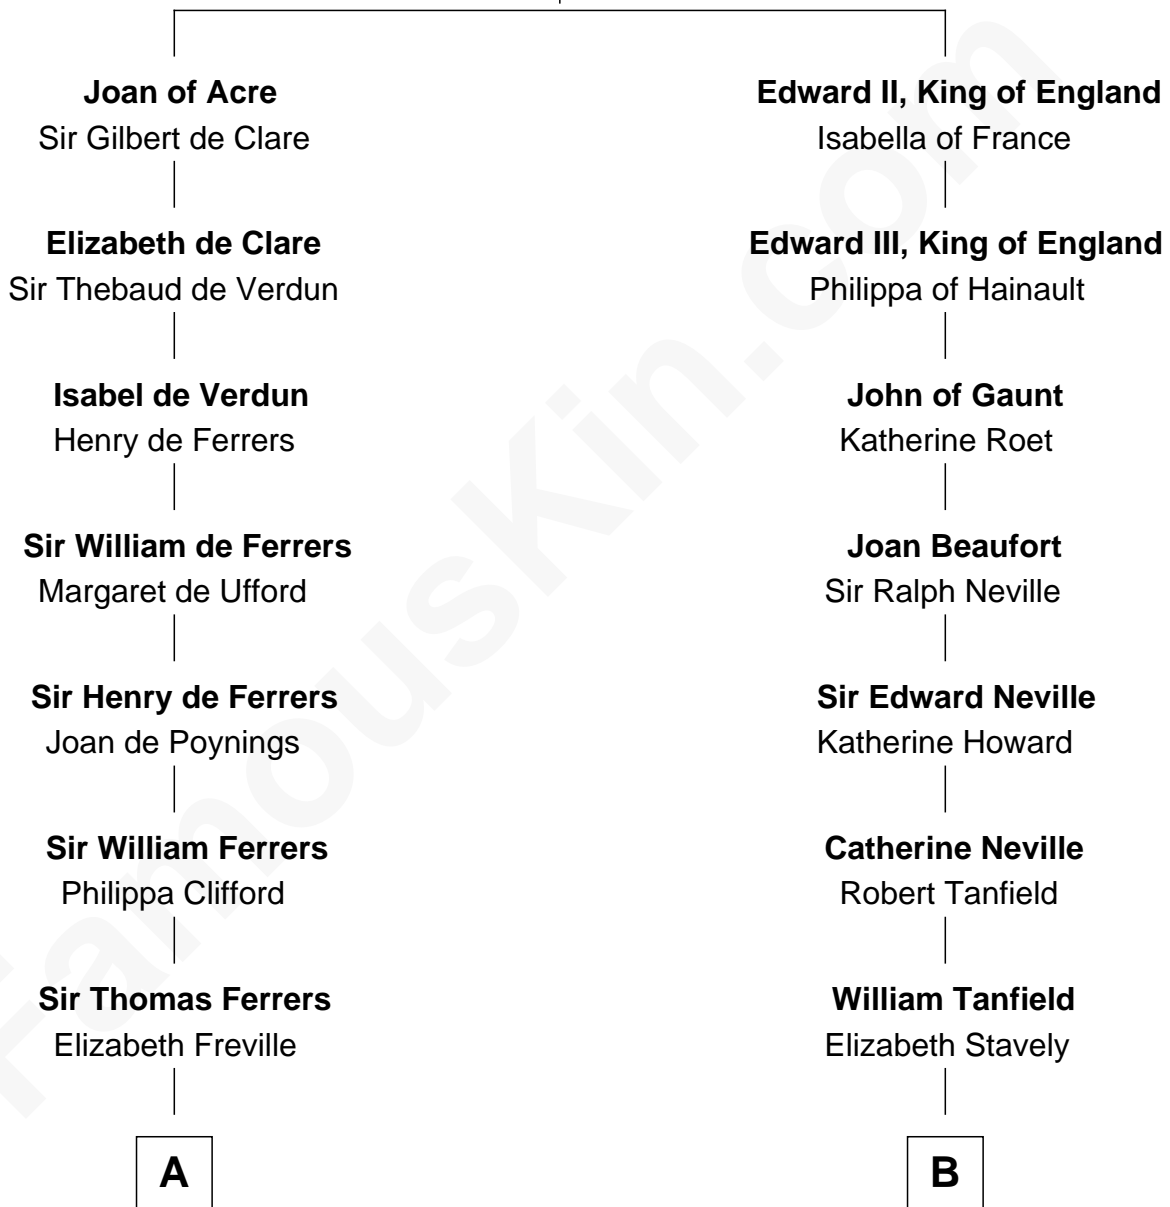 Joan of Acre
Sir Gilbert de Clare
Elizabeth de Clare
Sir Thebaud de Verdun
Isabel de Verdun
Henry de Ferrers
Sir William de Ferrers
Margaret de Ufford
Sir Henry de Ferrers
Joan de Poynings
Sir William Ferrers
Philippa Clifford
Sir Thomas Ferrers
Elizabeth Freville
A
Edward II, King of England
Isabella of France
Edward III, King of England
Philippa of Hainault
John of Gaunt
Katherine Roet
Joan Beaufort
Sir Ralph Neville
Sir Edward Neville
Katherine Howard
Catherine Neville
Robert Tanfield
William Tanfield
Elizabeth Stavely
B
FamousKin.com